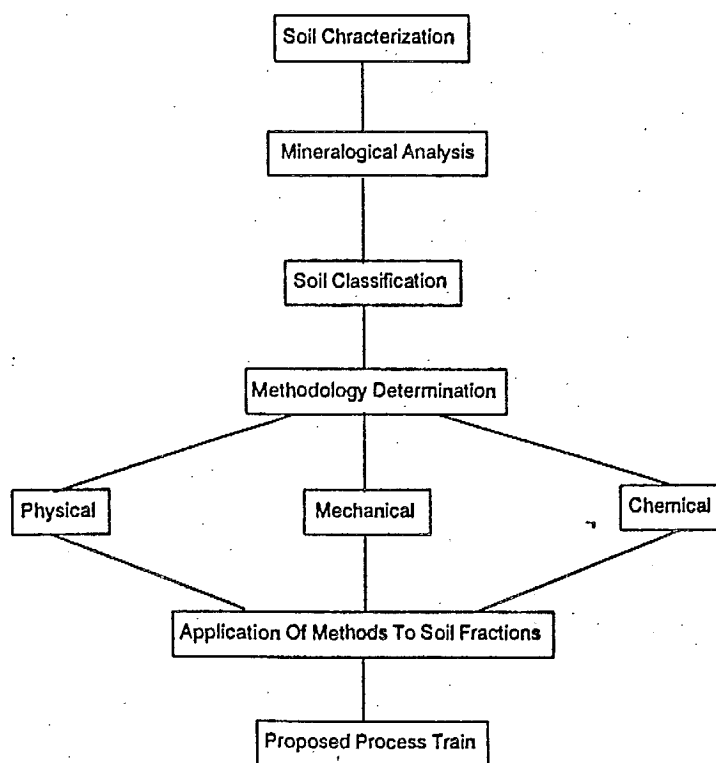 Soil Chracterization
Mineralogical Analysis
Soil Classification
Methodology Determination
Physical
Mechanical
Chemical
Application Of Methods To Soil Fractions
Proposed Process Train